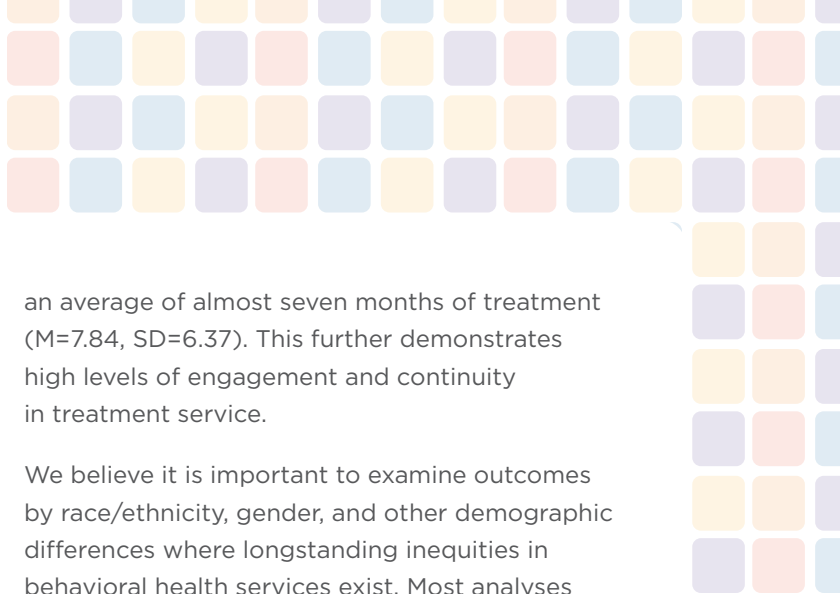 an average of almost seven months of treatment
(M=7.84, SD=6.37). This further demonstrates
high levels of engagement and continuity
in treatment service.
We believe it is important to examine outcomes
by race/ethnicity, gender, and other demographic
differences where longstanding inequities in
behavioral health services exist. Most analyses